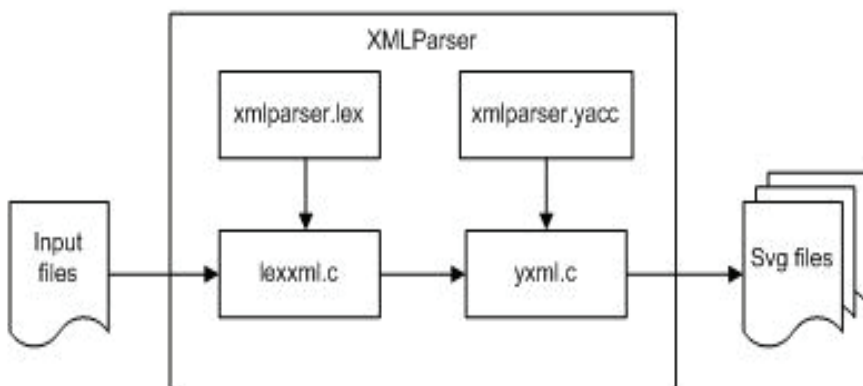 XMLParser
xmlparser.lex
xmlparser.yacc
Input
files
lexxml.c
yxml.c
Svg files